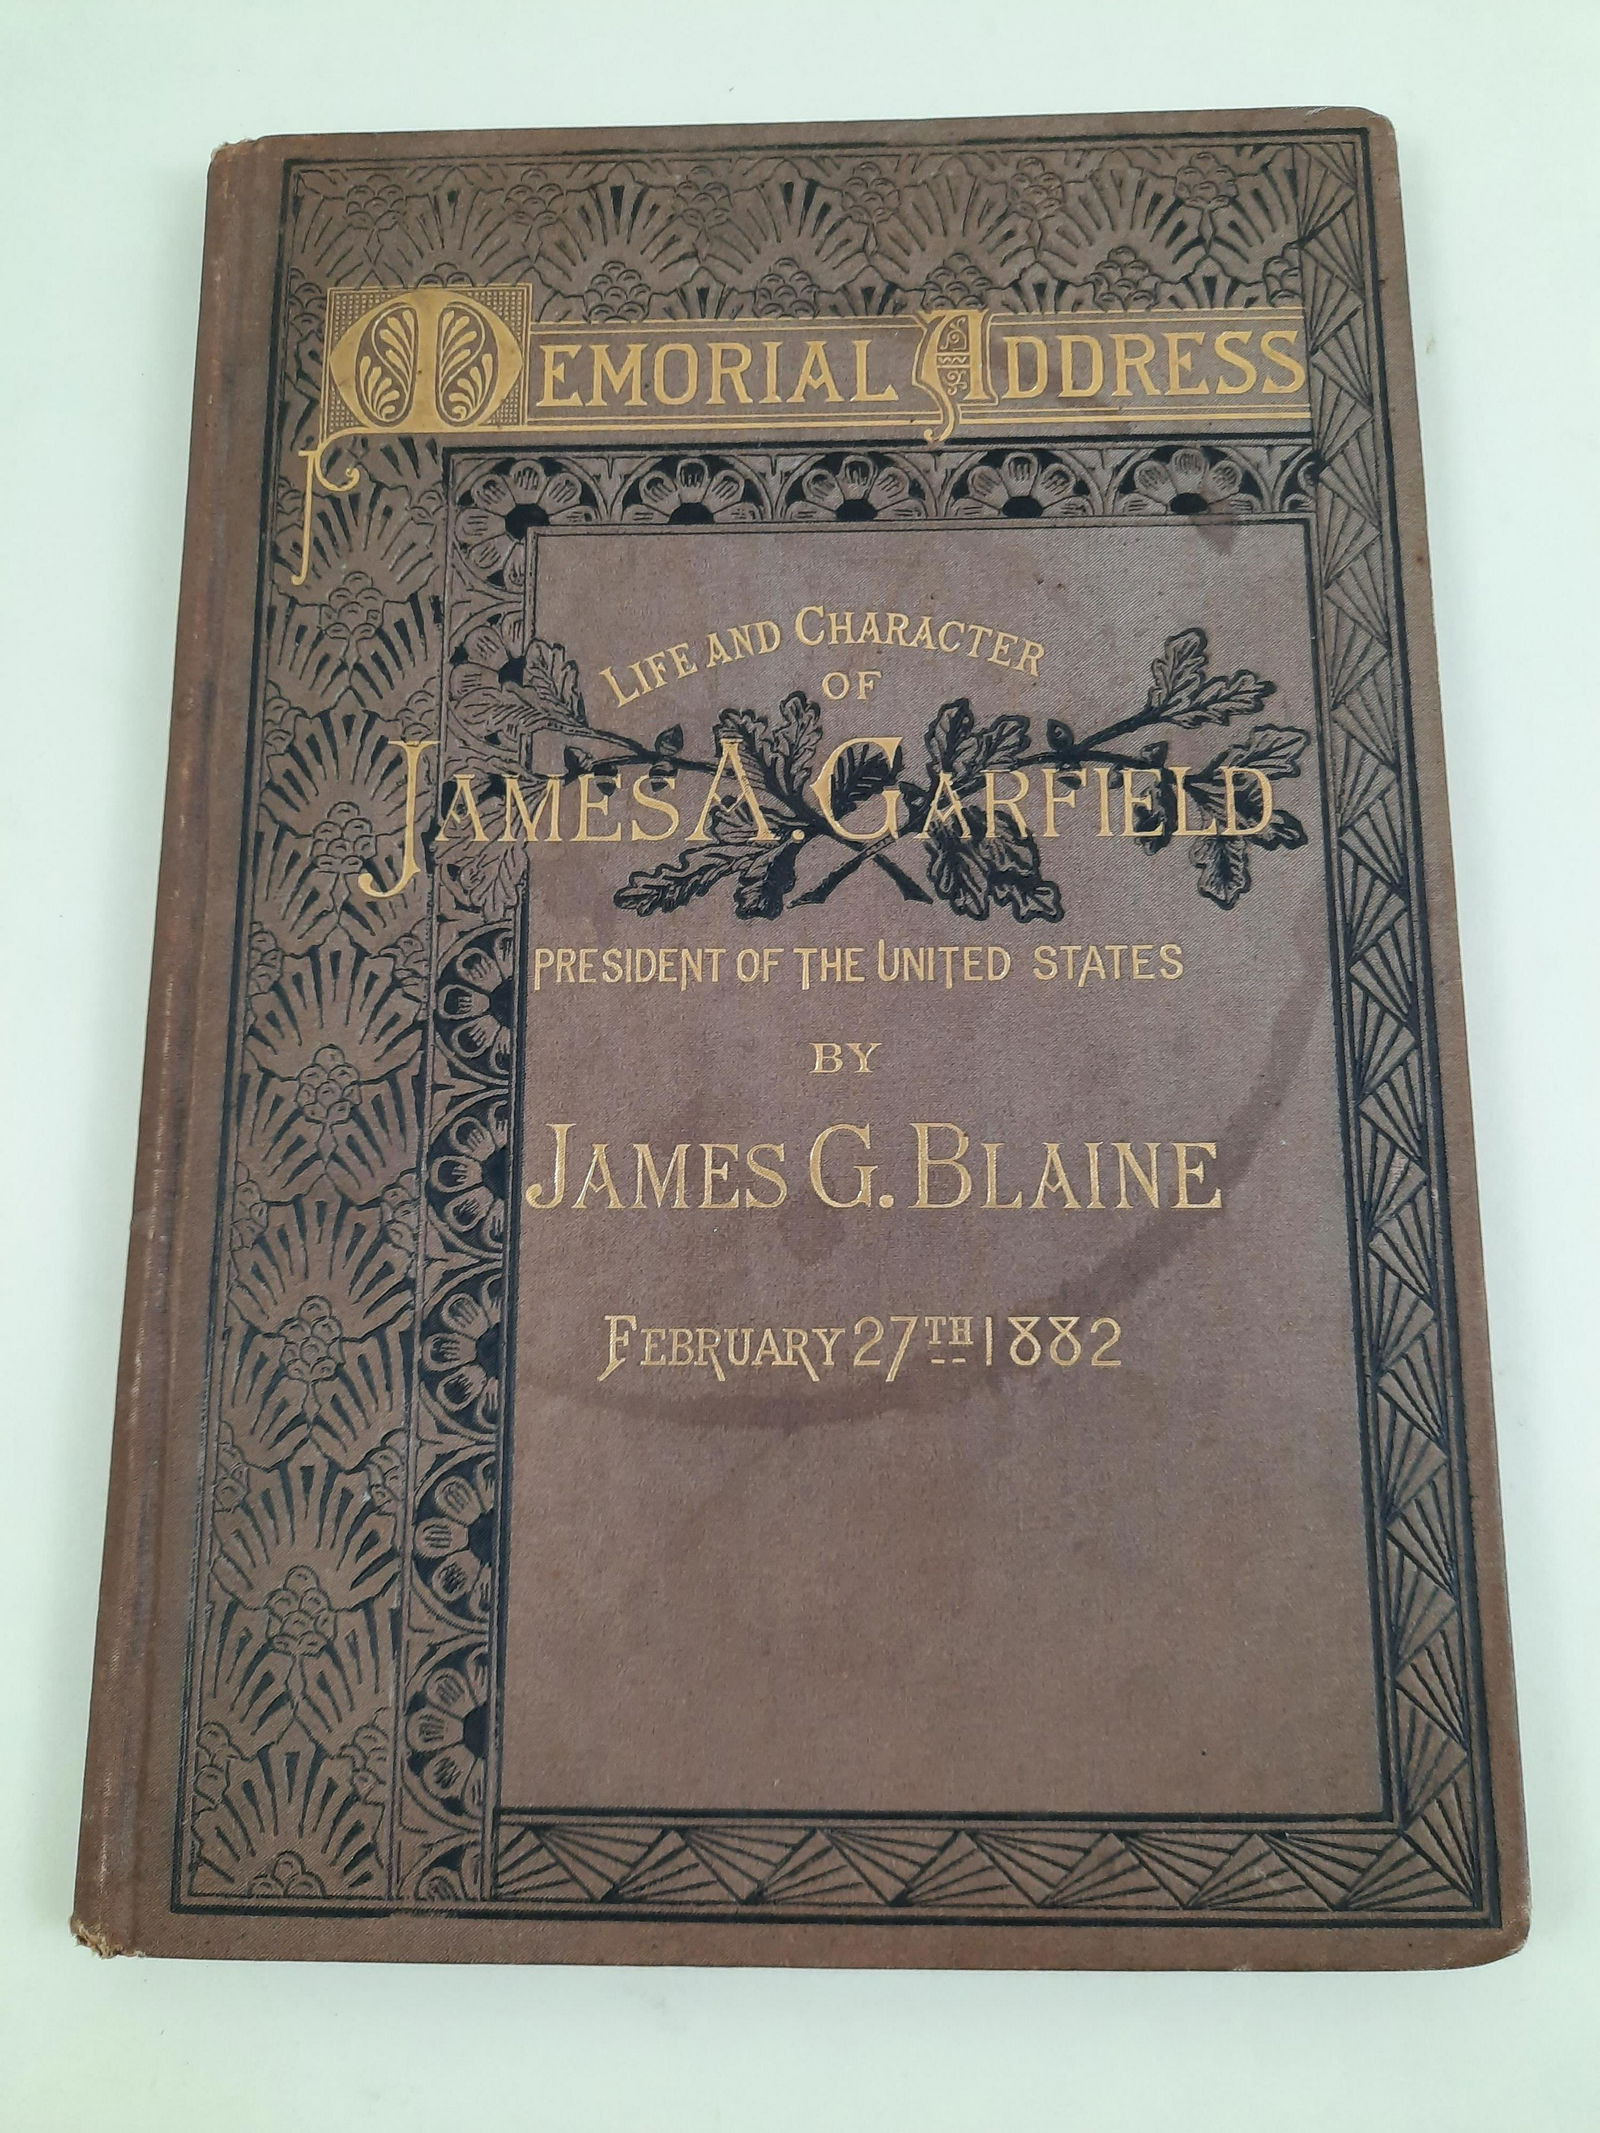 MEMORIAL ADDRESS
LIFE AND CHARACTER
OF
JAMES A. GARFIELD
PRESIDENT OF THE UNITED STATES
BY
JAMES G. BLAINE
FEBRUARY 27TH 1882